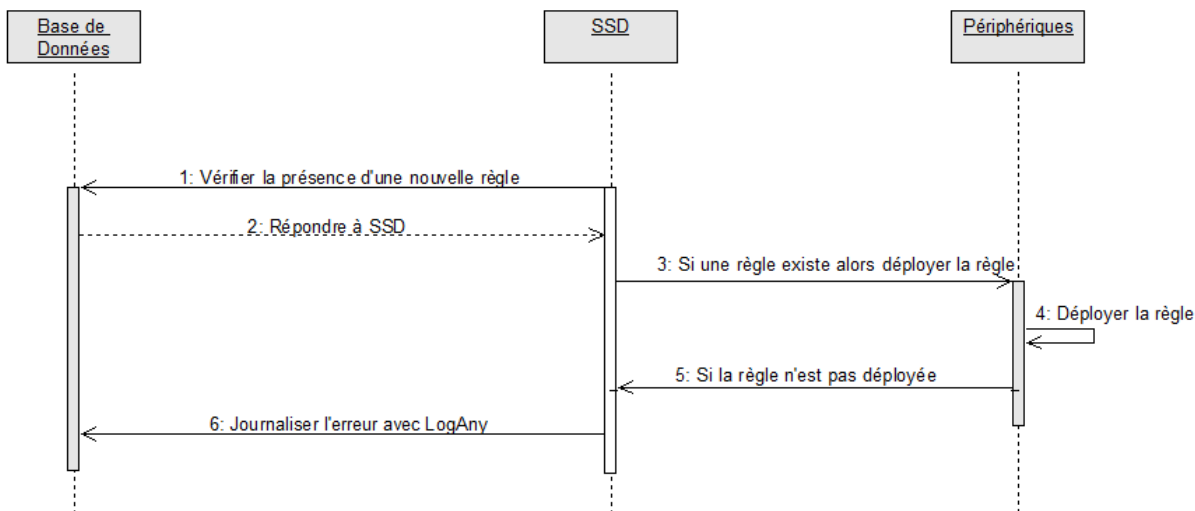 Base de
Données
SSD
Périphériques
1: Vérifier la présence d'une nouvelle règle
2: Répondre à SSD
3: Si une règle existe alors déployer la règle
4: Déployer la règle
5: Si la règle n'est pas déployée
6: Journaliser l'erreur avec LogAny